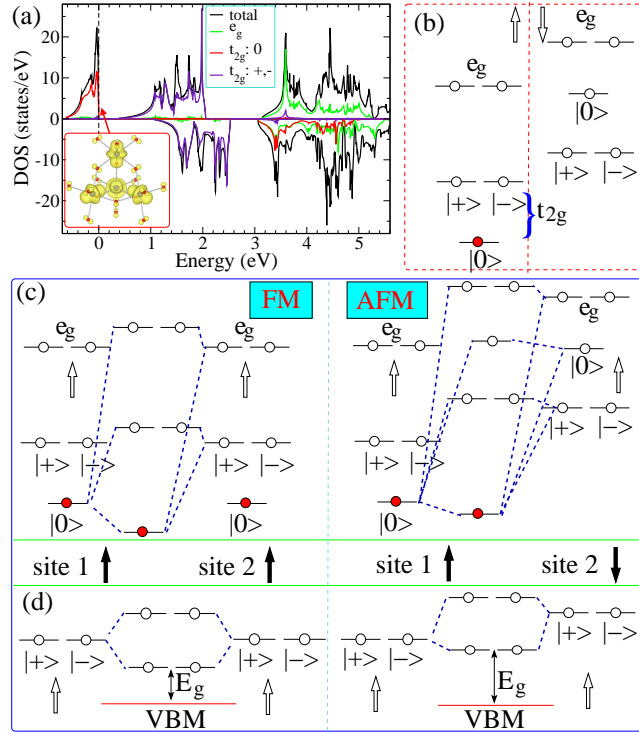 (a)
20
10
0
-10
-20
DOS (states/eV)
total
e_g
t_2g: 0
t_2g: +,-
0 1 2 3 4 5
Energy (eV)
(b)
e_g
e_g
|0>
|+> |->
|+> |->
t_2g
|0>
(c)
FM
AFM
e_g
e_g
e_g
e_g
|0>
|+> |->
|+> |->
|+> |->
|+> |->
|0>
|0>
|0>
site 1
site 2
site 1
site 2
(d)
|+> |->
|+> |->
|+> |->
|+> |->
E_g
E_g
VBM
VBM